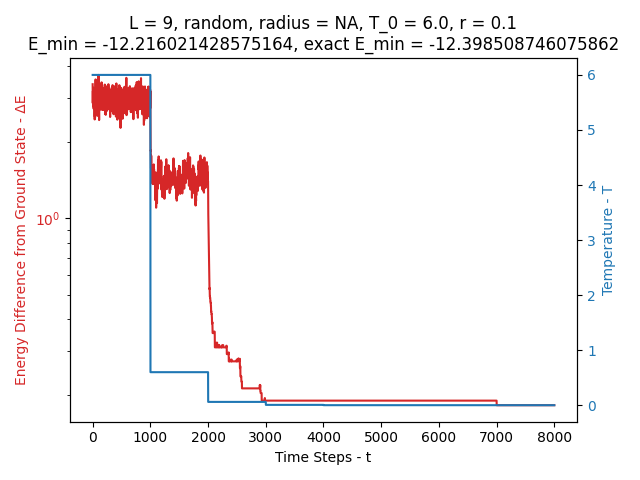 L = 9, random, radius = NA, T_0 = 6.0, r = 0.1
E_min = -12.216021428575164, exact E_min = -12.398508746075862
Energy Difference from Ground State - ΔE
10⁰
6
5
4
3
2
1
0
Temperature - T
0 1000 2000 3000 4000 5000 6000 7000 8000
Time Steps - t